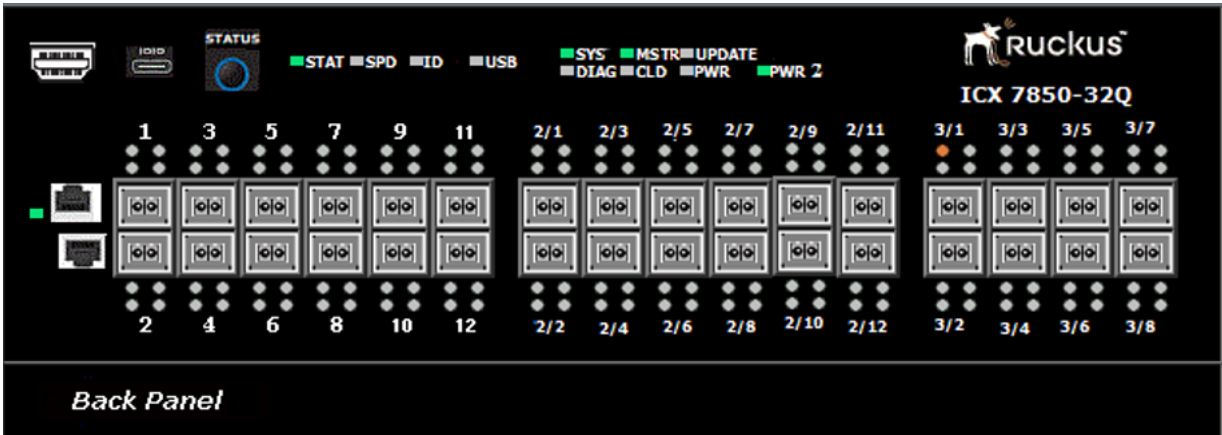 IOIO
STATUS
STAT SPD ID USB
SYS MSTR UPDATE
DIAG CLD PWR PWR 2
RUCKUS
ICX 7850-32Q
1 3 5 7 9 11 2/1 2/3 2/5 2/7 2/9 2/11 3/1 3/3 3/5 3/7
2 4 6 8 10 12 2/2 2/4 2/6 2/8 2/10 2/12 3/2 3/4 3/6 3/8
Back Panel